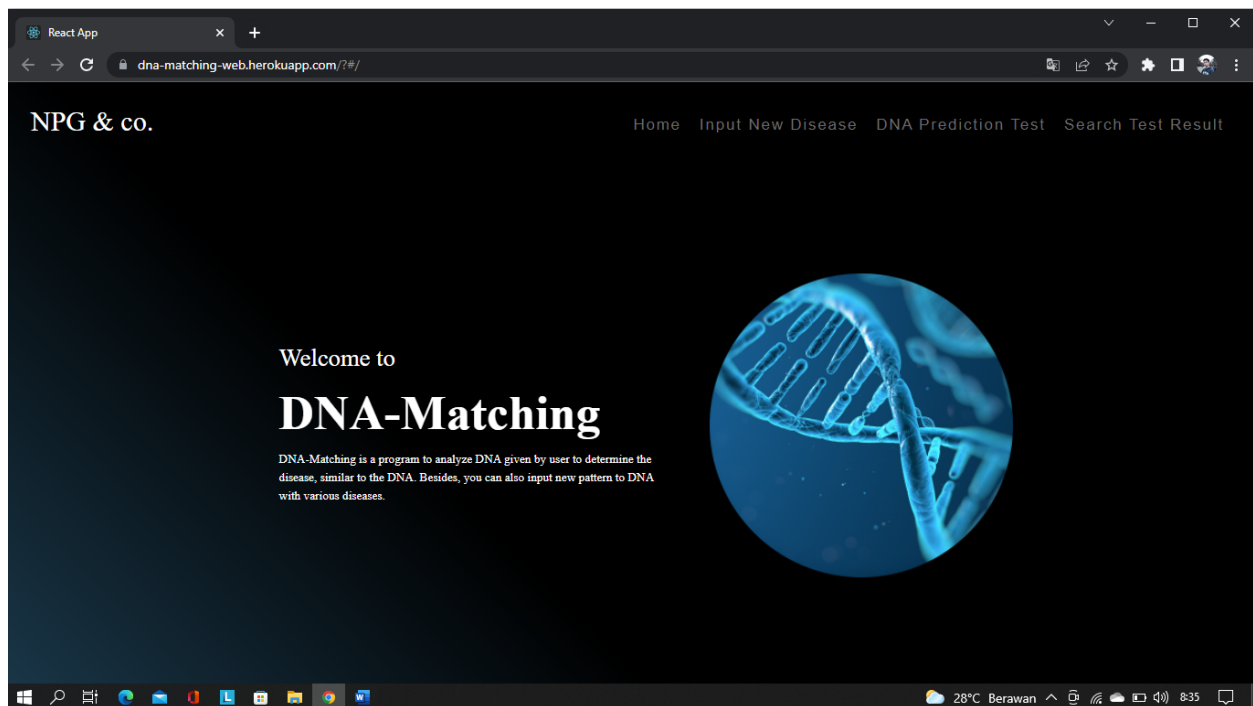 React App
dna-matching-web.herokuapp.com/?#/
NPG & co.
Home Input New Disease DNA Prediction Test Search Test Result
Welcome to
DNA-Matching
DNA-Matching is a program to analyze DNA given by user to determine the
disease, similar to the DNA. Besides, you can also input new pattern to DNA
with various diseases.
L
W
28°C Berawan
8:35